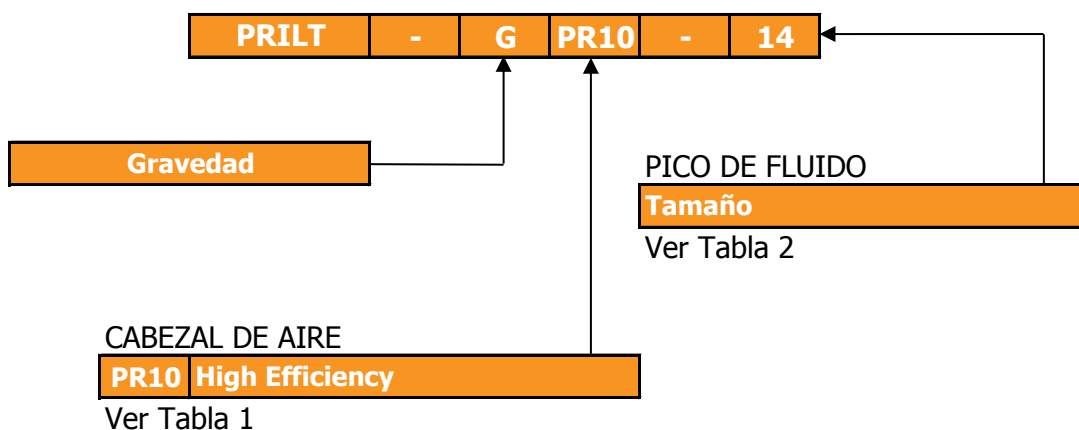 PRILT - G PR10 - 14
Gravedad
PICO DE FLUIDO
Tamaño
Ver Tabla 2
CABEZAL DE AIRE
PR10 High Efficiency
Ver Tabla 1